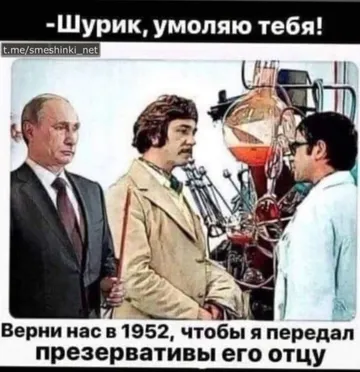 -Шурик, умоляю тебя!
t.me/smeshinki_net
Верни нас в 1952, чтобы я передал
презервативы его отцу